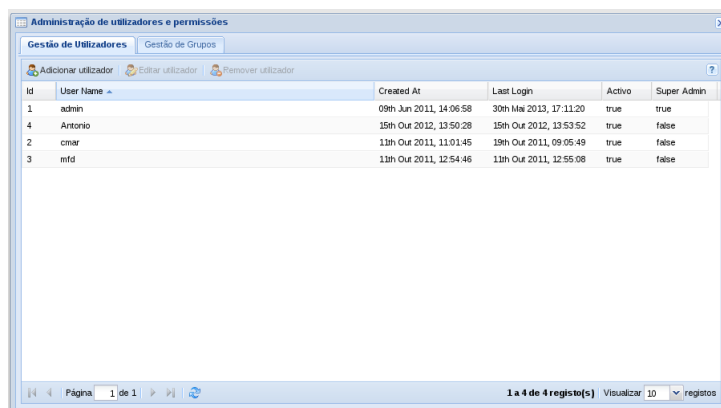 Administração de utilizadores e permissões
Gestão de Utilizadores Gestão de Grupos
Adicionar utilizador Editar utilizador Remover utilizador ?
Id User Name Created At Last Login Activo Super Admin
1 admin 09th Jun 2011, 14:06:58 30th Mai 2013, 17:11:20 true true
4 Antonio 15th Out 2012, 13:50:28 15th Out 2012, 13:53:52 true false
2 cmar 11th Out 2011, 11:01:45 19th Out 2011, 09:05:49 true false
3 mfd 11th Out 2011, 12:54:46 11th Out 2011, 12:55:08 true false
Página 1 de 1 1 a 4 de 4 registo(s) Visualizar 10 registos